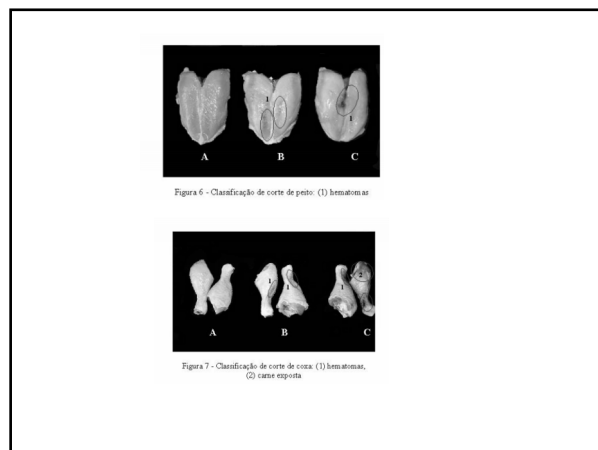 1
1
A
B
C
Figura 6 - Classificação de corte de peito: (1) hematomas
1
1
1
2
A
B
C
Figura 7 - Classificação de corte de coxa: (1) hematomas,
(2) carne exposta